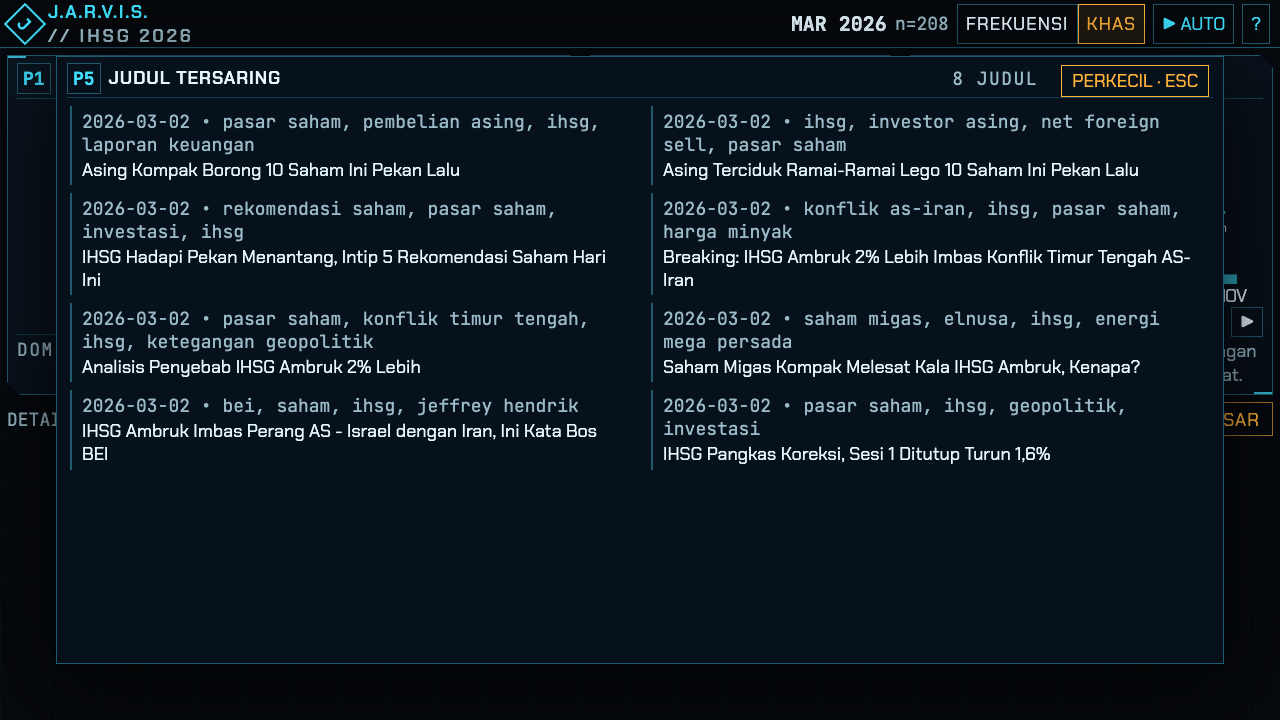 J.A.R.V.I.S.
// IHSG 2026
MAR 2026 n=208 FREKUENSI KHAS ▶ AUTO ?
P1
P5 JUDUL TERSARING 8 JUDUL PERKECIL · ESC
2026-03-02 • pasar saham, pembelian asing, ihsg,
laporan keuangan
Asing Kompak Borong 10 Saham Ini Pekan Lalu
2026-03-02 • ihsg, investor asing, net foreign
sell, pasar saham
Asing Terciduk Ramai-Ramai Lego 10 Saham Ini Pekan Lalu
2026-03-02 • rekomendasi saham, pasar saham,
investasi, ihsg
IHSG Hadapi Pekan Menantang, Intip 5 Rekomendasi Saham Hari
Ini
2026-03-02 • konflik as-iran, ihsg, pasar saham,
harga minyak
Breaking: IHSG Ambruk 2% Lebih Imbas Konflik Timur Tengah AS-
Iran
2026-03-02 • pasar saham, konflik timur tengah,
ihsg, ketegangan geopolitik
Analisis Penyebab IHSG Ambruk 2% Lebih
2026-03-02 • saham migas, elnusa, ihsg, energi
mega persada
Saham Migas Kompak Melesat Kala IHSG Ambruk, Kenapa?
2026-03-02 • bei, saham, ihsg, jeffrey hendrik
IHSG Ambruk Imbas Perang AS - Israel dengan Iran, Ini Kata Bos
BEI
2026-03-02 • pasar saham, ihsg, geopolitik,
investasi
IHSG Pangkas Koreksi, Sesi 1 Ditutup Turun 1,6%
DOM